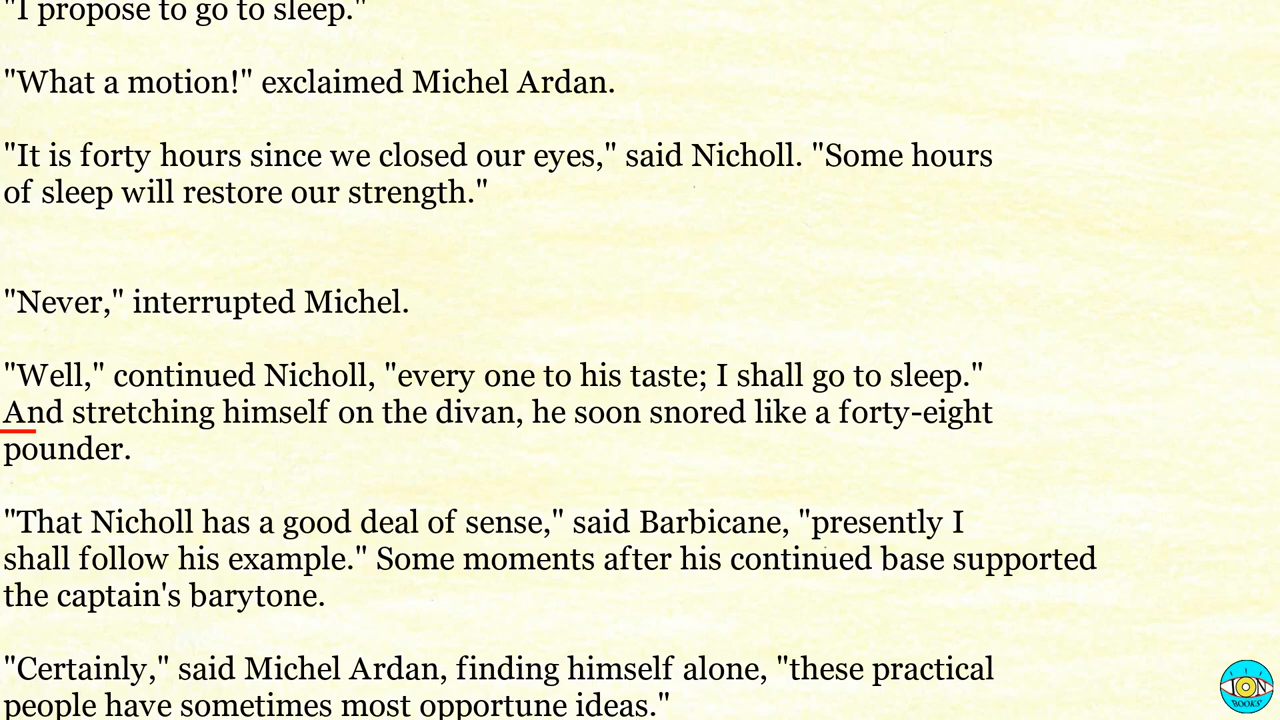 "I propose to go to sleep."
"What a motion!" exclaimed Michel Ardan.
"It is forty hours since we closed our eyes," said Nicholl. "Some hours
of sleep will restore our strength."
"Never," interrupted Michel.
"Well," continued Nicholl, "every one to his taste; I shall go to sleep."
And stretching himself on the divan, he soon snored like a forty-eight
pounder.
"That Nicholl has a good deal of sense," said Barbicane, "presently I
shall follow his example." Some moments after his continued base supported
the captain's barytone.
"Certainly," said Michel Ardan, finding himself alone, "these practical
people have sometimes most opportune ideas."
ION
BOOKS